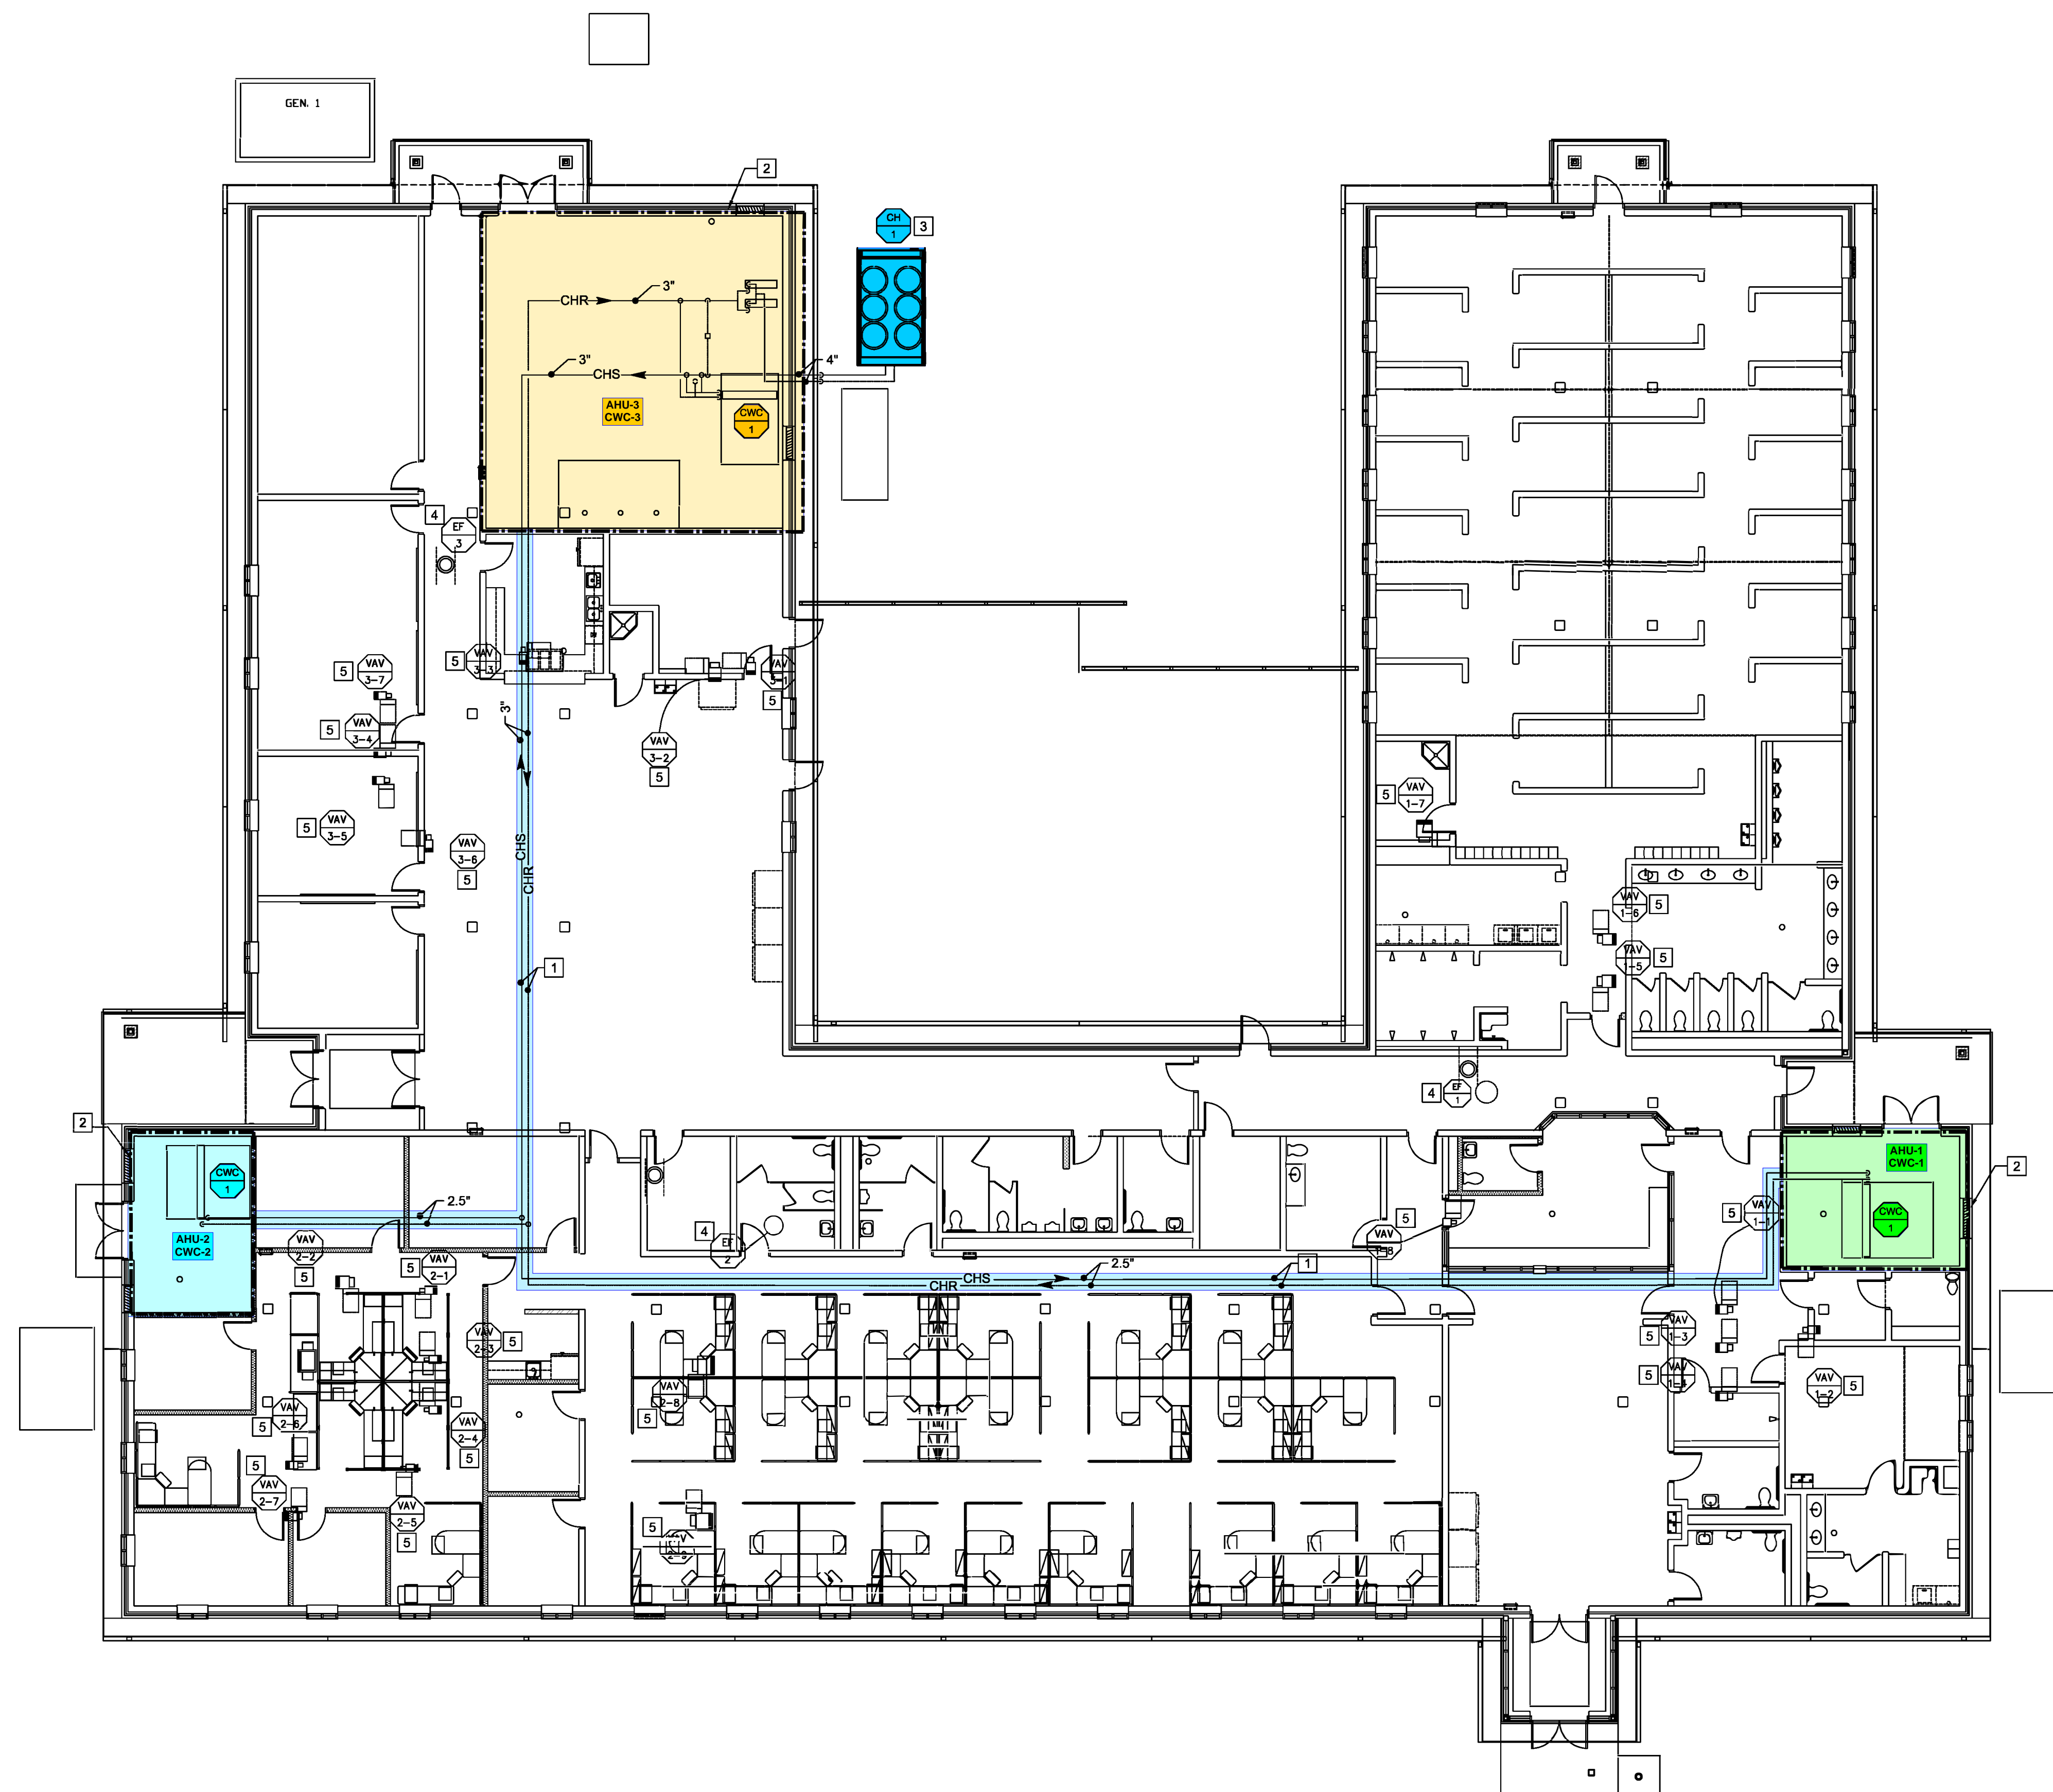 GEN. 1
2
CH
1
3
CHR
3"
3"
CHS
4"
AHU-3
CWC-3
CWC
1
4
EF
3
5
VAV
3-7
5
VAV
3-3
VAV
3-1
5
5
VAV
3-4
3"
VAV
3-2
5
5
VAV
1-7
5
VAV
3-5
VAV
3-6
5
CHS
CHR
VAV
1-6
5
VAV
1-5
5
1
4
EF
1
2
CWC
1
AHU-2
CWC-2
2.5"
AHU-1
CWC-1
2
CWC
1
5
VAV
1-1
5
VAV
1-8
4
EF
2
VAV
2-2
5
5
VAV
2-1
CHS
CHR
2.5"
1
VAV
2-3
5
5
VAV
1-3
5
VAV
1-4
VAV
1-2
5
VAV
2-8
5
VAV
2-6
5
VAV
2-4
5
5
VAV
2-7
VAV
2-5
5
5